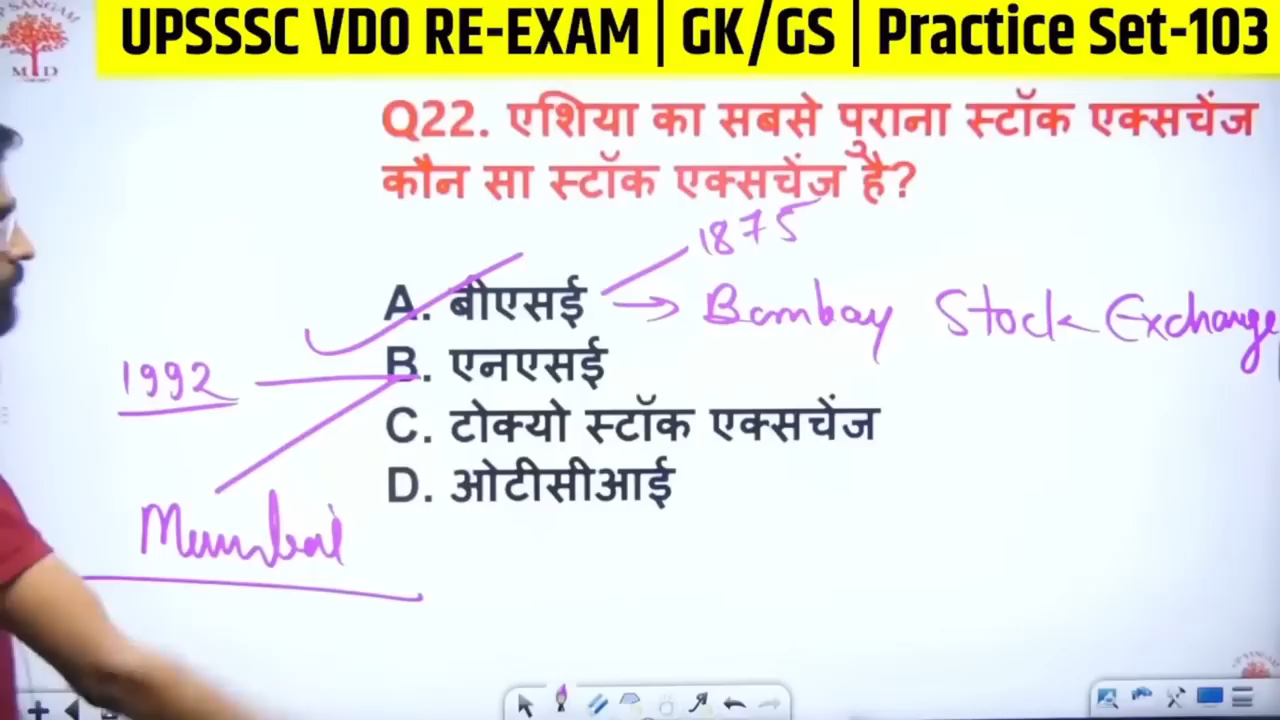 UPSSSC VDO RE-EXAM | GK/GS | Practice Set-103
SANGAM
M D
Q22. एशिया का सबसे पुराना स्टॉक एक्सचेंज
कौन सा स्टॉक एक्सचेंज है?
1875
A. बीएसई
Bombay Stock Exchange
B. एनएसई
1992
C. टोक्यो स्टॉक एक्सचेंज
D. ओटीसीआई
Mumbai